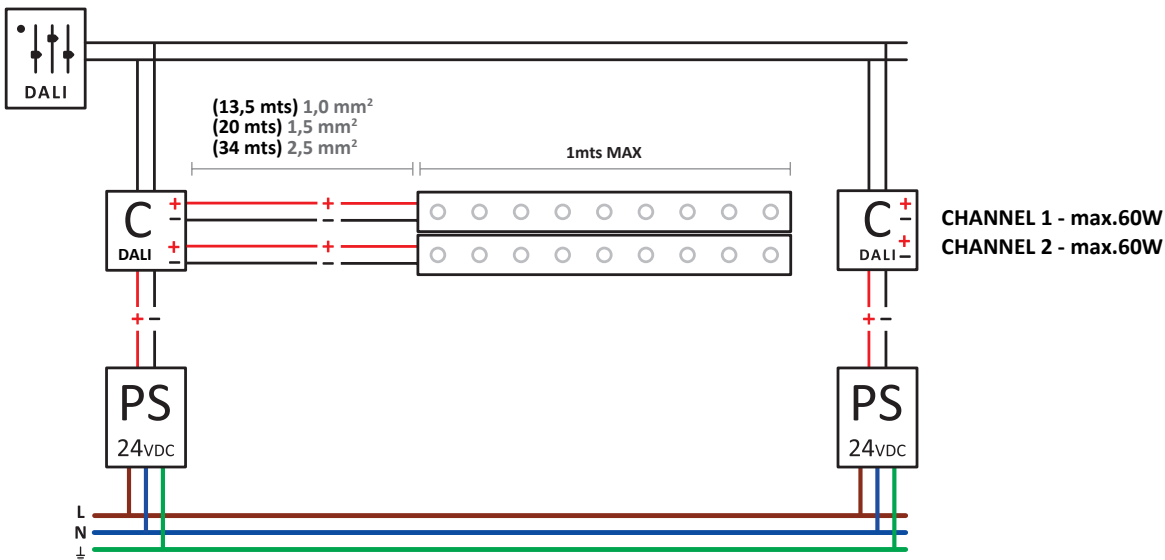 DALI
(13,5 mts) 1,0 mm²
(20 mts) 1,5 mm²
(34 mts) 2,5 mm²
1mts MAX
C
DALI
+
−
+
−
+
−
+
−
C
DALI
+
−
+
−
CHANNEL 1 - max.60W
CHANNEL 2 - max.60W
+ −
+ −
PS
24VDC
PS
24VDC
L
N
⏚